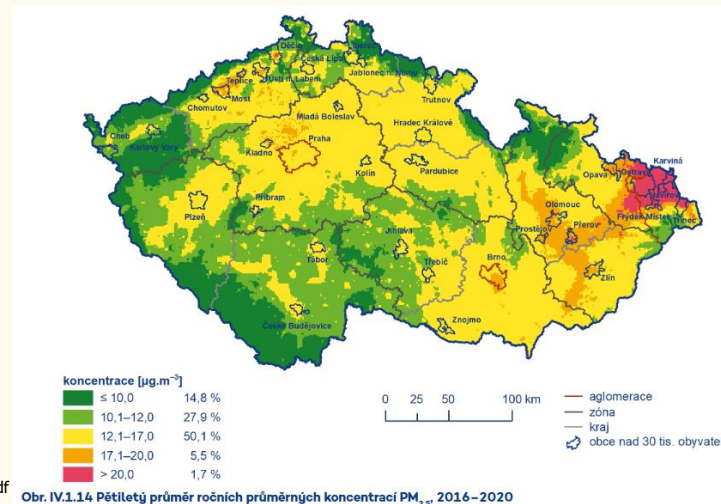 Děčín
Liberec
Česká Lípa
Teplice
Ústí n. Labem
Jablonec n. Nisou
Most
Chomutov
Trutnov
Mladá Boleslav
Cheb
Karlovy Vary
Hradec Králové
Praha
Kladno
Kolín
Pardubice
Karviná
Opava
Ostrava
Havířov
Plzeň
Příbram
Olomouc
Frýdek-Místek
Třinec
Prostějov
Přerov
Jihlava
Tábor
Třebíč
Brno
Zlín
České Budějovice
Znojmo
koncentrace [µg.m⁻³]
≤ 10,0 14,8 %
10,1–12,0 27,9 %
12,1–17,0 50,1 %
17,1–20,0 5,5 %
> 20,0 1,7 %
0 25 50 100 km
aglomerace
zóna
kraj
obce nad 30 tis. obyvate
df
Obr. IV.1.14 Pětiletý průměr ročních průměrných koncentrací PM₂,₅, 2016–2020